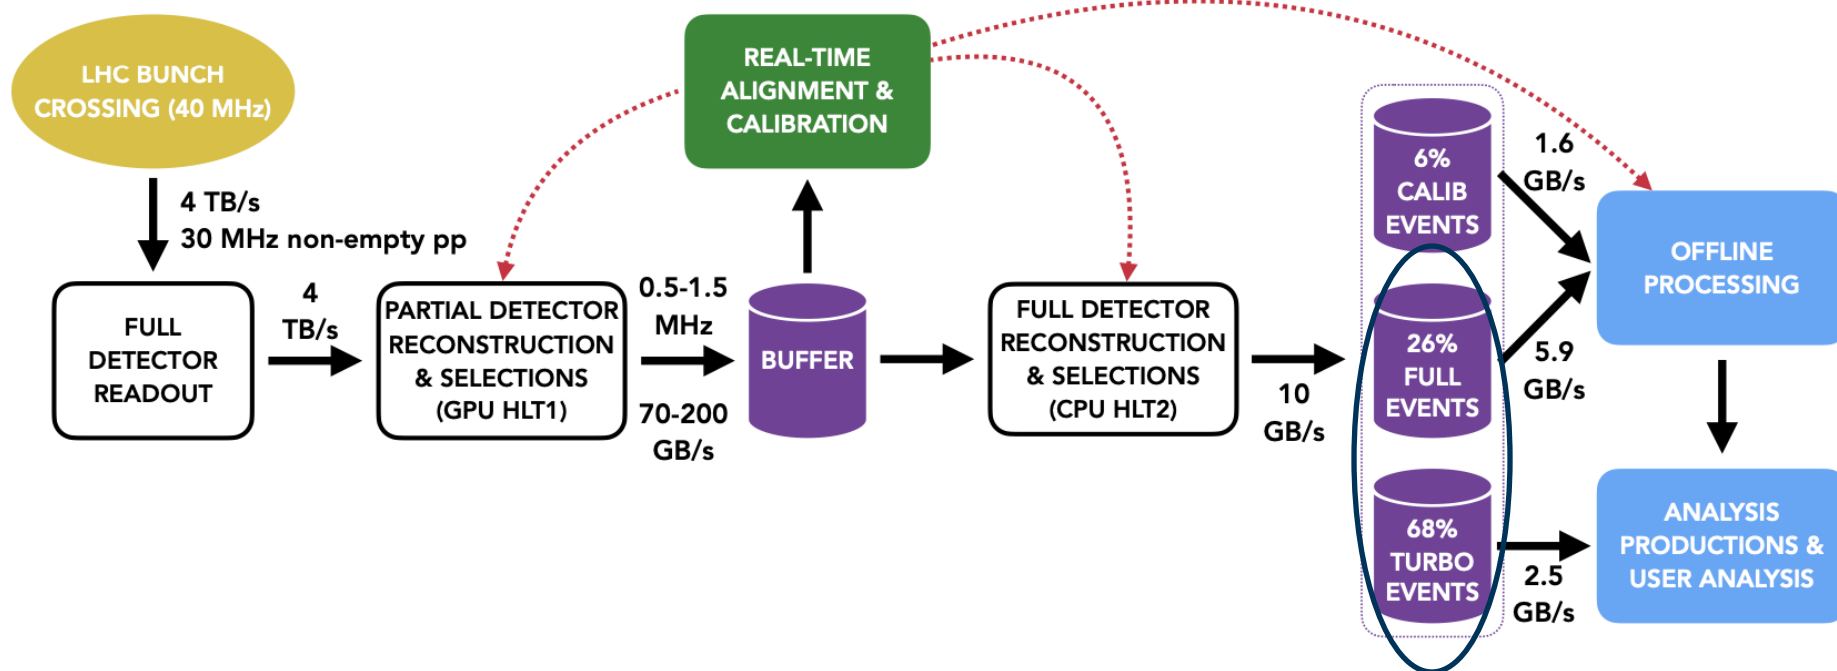 LHC BUNCH
CROSSING (40 MHz)
4 TB/s
30 MHz non-empty pp
FULL
DETECTOR
READOUT
4
TB/s
PARTIAL DETECTOR
RECONSTRUCTION
& SELECTIONS
(GPU HLT1)
0.5-1.5
MHz
70-200
GB/s
REAL-TIME
ALIGNMENT &
CALIBRATION
BUFFER
FULL DETECTOR
RECONSTRUCTION
& SELECTIONS
(CPU HLT2)
10
GB/s
6%
CALIB
EVENTS
1.6
GB/s
26%
FULL
EVENTS
5.9
GB/s
68%
TURBO
EVENTS
2.5
GB/s
OFFLINE
PROCESSING
ANALYSIS
PRODUCTIONS &
USER ANALYSIS